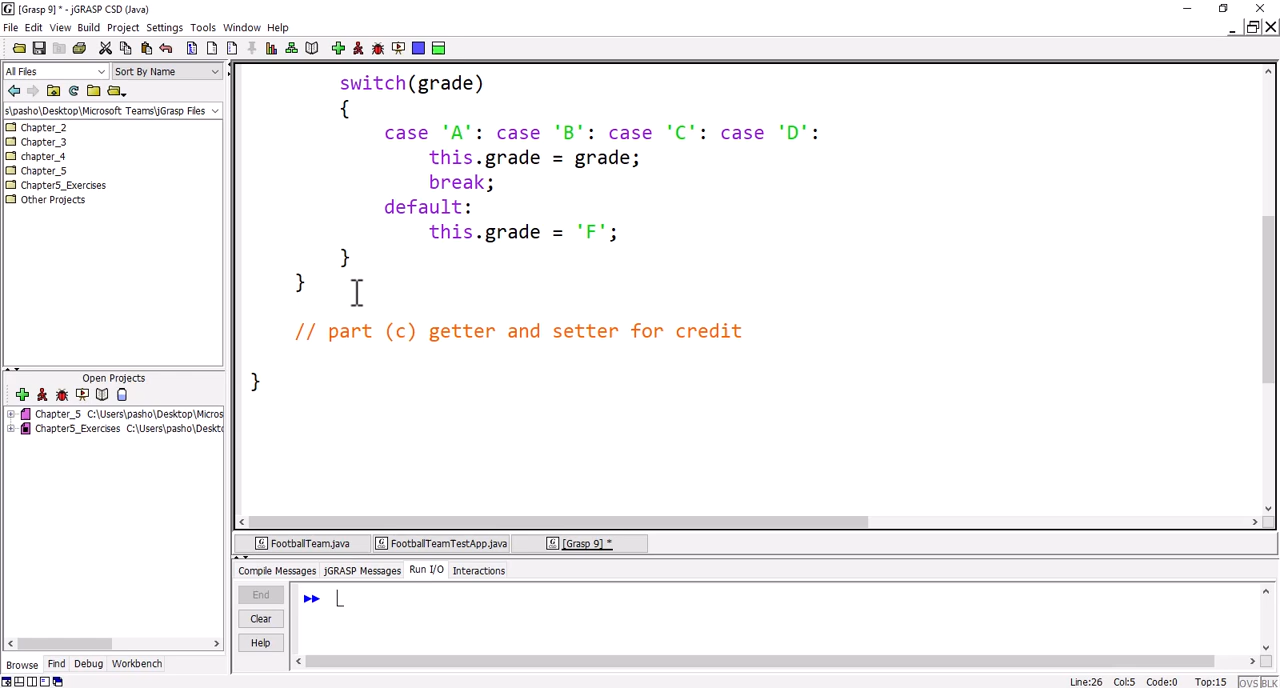 [Grasp 9] * - jGRASP CSD (Java)
File Edit View Build Project Settings Tools Window Help
All Files Sort By Name
s\pasho\Desktop\Microsoft Teams\jGrasp Files
Chapter_2
Chapter_3
chapter_4
Chapter_5
Chapter5_Exercises
Other Projects
switch(grade)
{
case 'A': case 'B': case 'C': case 'D':
this.grade = grade;
break;
default:
this.grade = 'F';
}
}
// part (c) getter and setter for credit
}
Open Projects
Chapter_5 C:\Users\pasho\Desktop\Micros
Chapter5_Exercises C:\Users\pasho\Deskto
Browse Find Debug Workbench
FootballTeam.java FootballTeamTestApp.java [Grasp 9] *
Compile Messages jGRASP Messages Run I/O Interactions
End
Clear
Help
Line:26 Col:5 Code:0 Top:15 OVS BLK